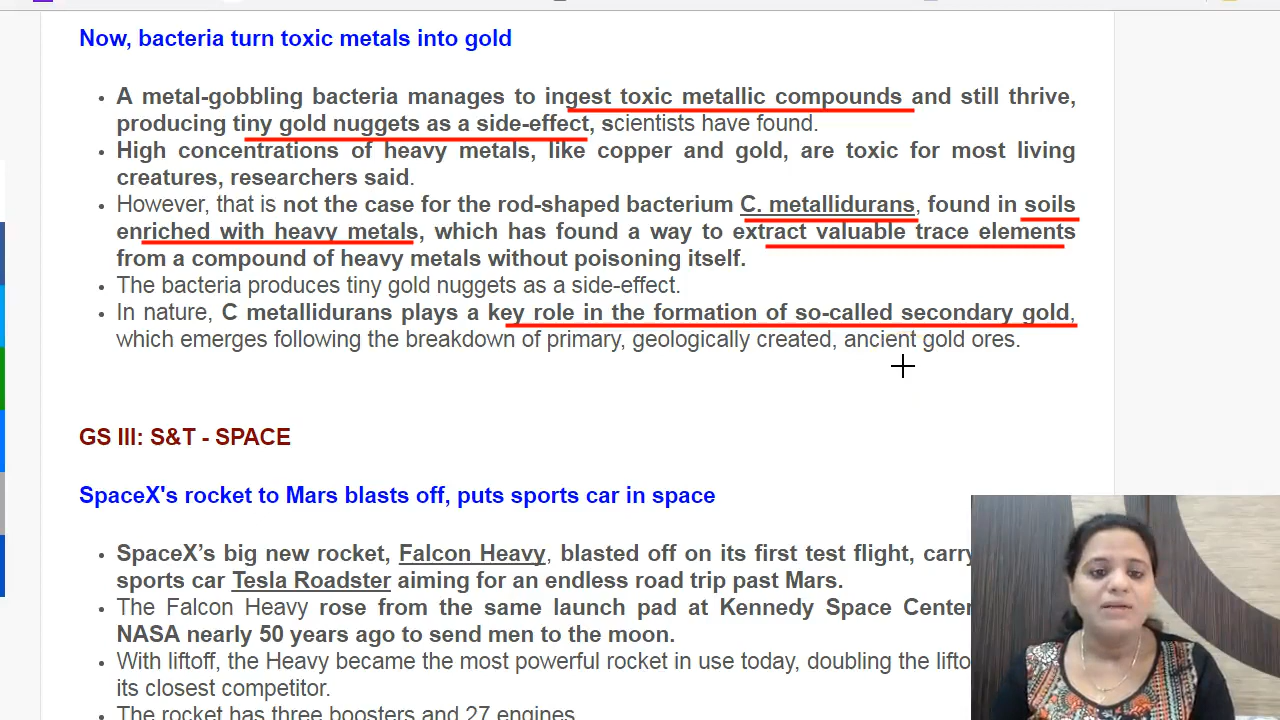 Now, bacteria turn toxic metals into gold
• A metal-gobbling bacteria manages to ingest toxic metallic compounds and still thrive,
producing tiny gold nuggets as a side-effect, scientists have found.
• High concentrations of heavy metals, like copper and gold, are toxic for most living
creatures, researchers said.
• However, that is not the case for the rod-shaped bacterium C. metallidurans, found in soils
enriched with heavy metals, which has found a way to extract valuable trace elements
from a compound of heavy metals without poisoning itself.
• The bacteria produces tiny gold nuggets as a side-effect.
• In nature, C metallidurans plays a key role in the formation of so-called secondary gold,
which emerges following the breakdown of primary, geologically created, ancient gold ores.
GS III: S&T - SPACE
SpaceX's rocket to Mars blasts off, puts sports car in space
• SpaceX’s big new rocket, Falcon Heavy, blasted off on its first test flight, carry
sports car Tesla Roadster aiming for an endless road trip past Mars.
• The Falcon Heavy rose from the same launch pad at Kennedy Space Center
NASA nearly 50 years ago to send men to the moon.
• With liftoff, the Heavy became the most powerful rocket in use today, doubling the lifto
its closest competitor.
• The rocket has three boosters and 27 engines